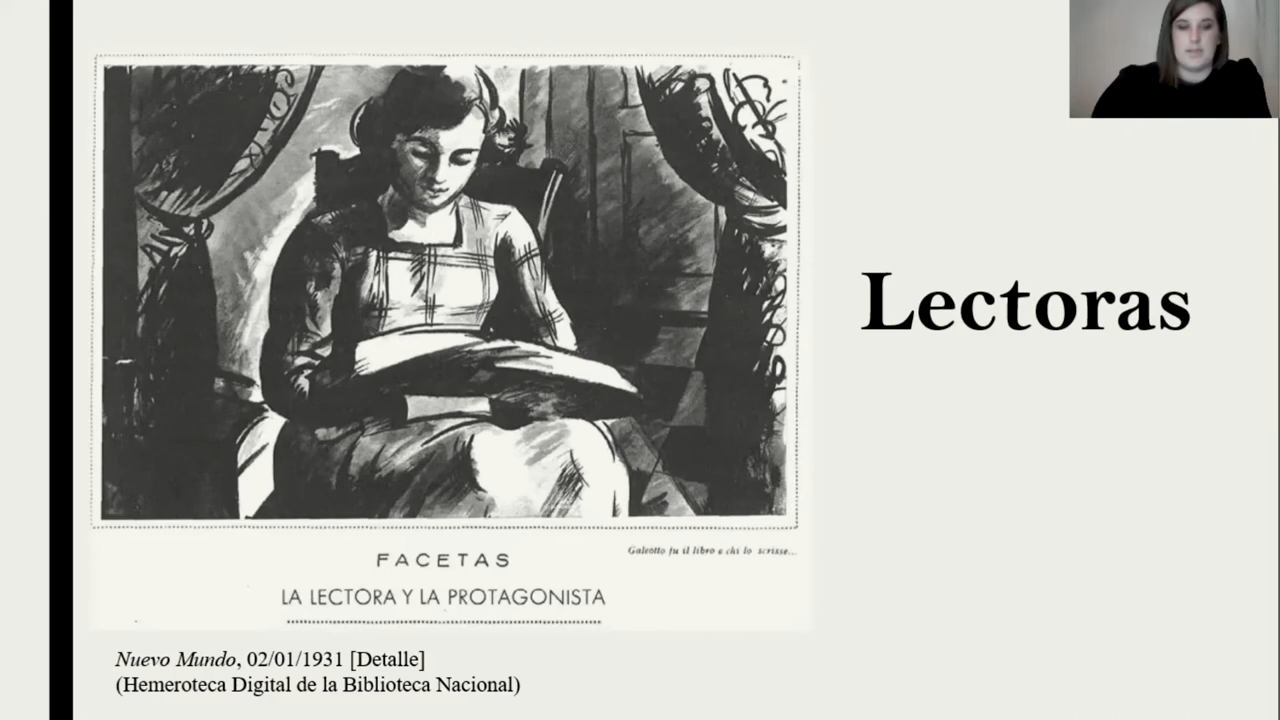 Lectoras
Galeotto fu il libro e chi lo scrisse...
FACETAS
LA LECTORA Y LA PROTAGONISTA
Nuevo Mundo, 02/01/1931 [Detalle]
(Hemeroteca Digital de la Biblioteca Nacional)